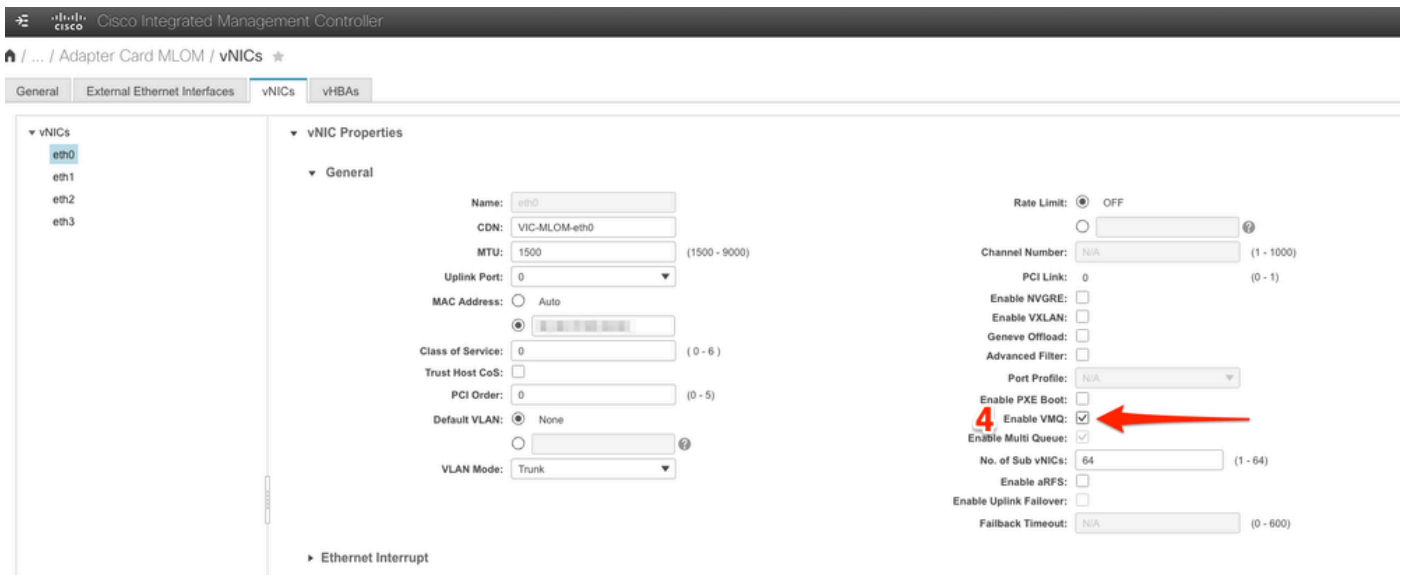 cisco Cisco Integrated Management Controller
/ ... / Adapter Card MLOM / vNICs
General External Ethernet Interfaces vNICs vHBAs
vNICs
eth0
eth1
eth2
eth3
vNIC Properties
General
Name: eth0
CDN: VIC-MLOM-eth0
MTU: 1500 (1500 - 9000)
Uplink Port: 0
MAC Address: Auto
Class of Service: 0 ( 0 - 6 )
Trust Host CoS:
PCI Order: 0 (0 - 5)
Default VLAN: None
?
VLAN Mode: Trunk
Rate Limit: OFF
?
Channel Number: N/A (1 - 1000)
PCI Link: 0 (0 - 1)
Enable NVGRE:
Enable VXLAN:
Geneve Offload:
Advanced Filter:
Port Profile: N/A
Enable PXE Boot:
4 Enable VMQ:
Enable Multi Queue:
No. of Sub vNICs: 64 (1 - 64)
Enable aRFS:
Enable Uplink Failover:
Failback Timeout: N/A (0 - 600)
Ethernet Interrupt